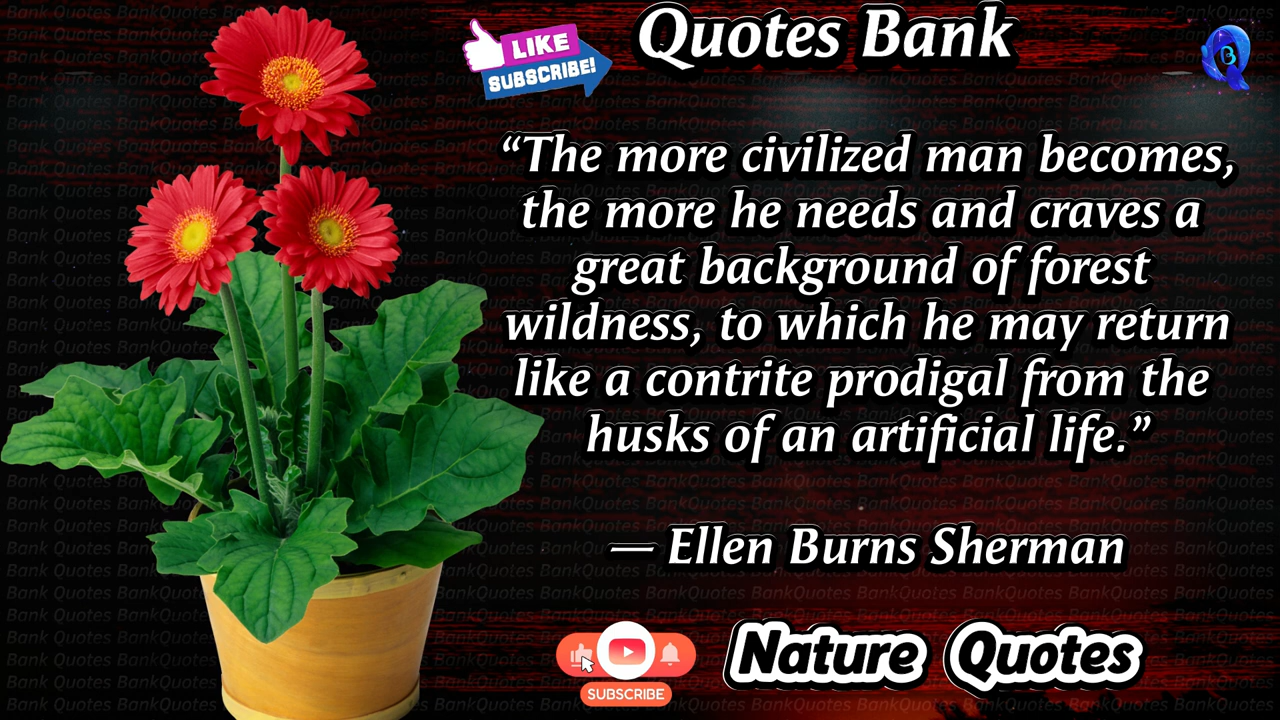 Quotes Bank
LIKE
SUBSCRIBE!
B
“The more civilized man becomes,
the more he needs and craves a
great background of forest
wildness, to which he may return
like a contrite prodigal from the
husks of an artificial life.”
— Ellen Burns Sherman
SUBSCRIBE
Nature Quotes